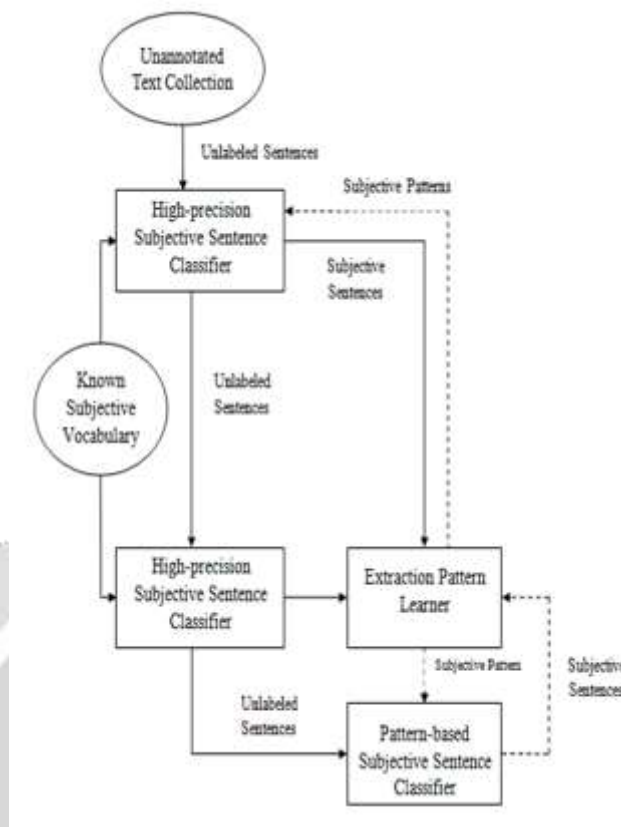 Unannotated
Text Collection
Unlabeled Sentences
Subjective Patterns
High-precision
Subjective Sentence
Classifier
Subjective
Sentences
Known
Subjective
Vocabulary
Unlabeled
Sentences
High-precision
Subjective Sentence
Classifier
Extraction Pattern
Learner
Subjective Pattern
Subjective
Sentences
Unlabeled
Sentences
Pattern-based
Subjective Sentence
Classifier